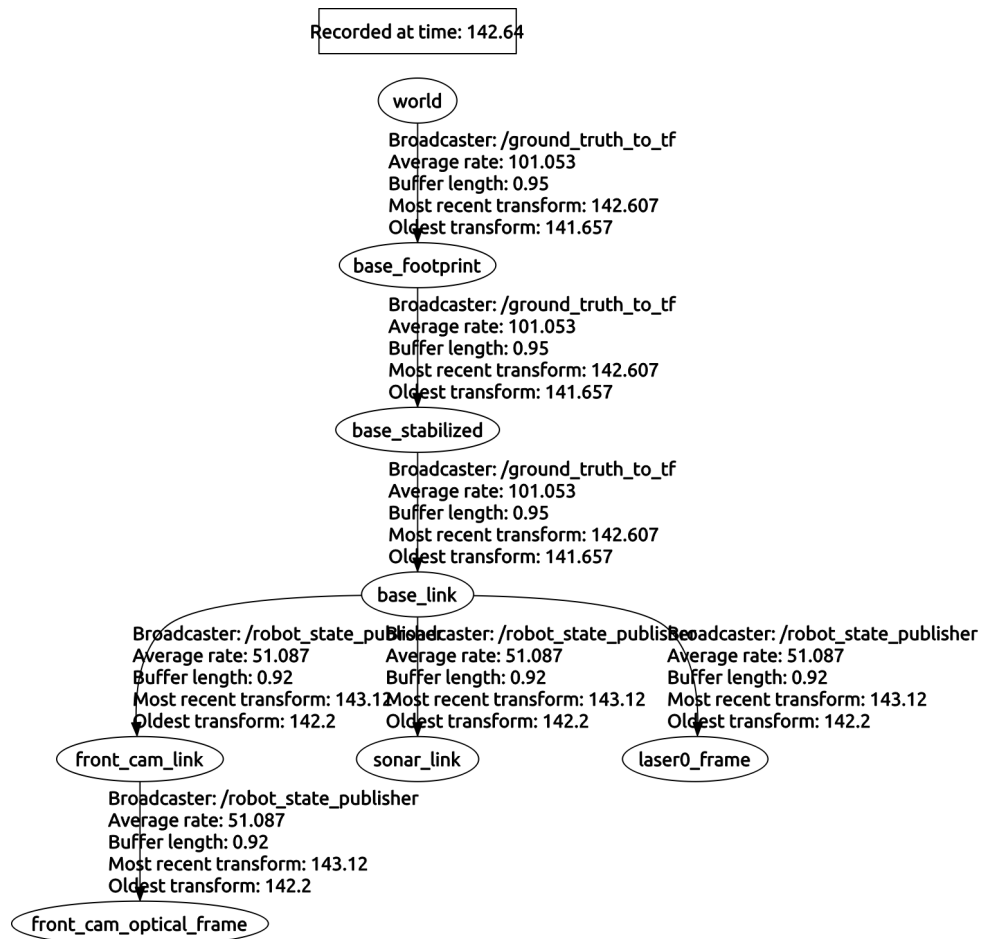 Recorded at time: 142.64
world
Broadcaster: /ground_truth_to_tf
Average rate: 101.053
Buffer length: 0.95
Most recent transform: 142.607
Oldest transform: 141.657
base_footprint
Broadcaster: /ground_truth_to_tf
Average rate: 101.053
Buffer length: 0.95
Most recent transform: 142.607
Oldest transform: 141.657
base_stabilized
Broadcaster: /ground_truth_to_tf
Average rate: 101.053
Buffer length: 0.95
Most recent transform: 142.607
Oldest transform: 141.657
base_link
Broadcaster: /robot_state_publisher
Average rate: 51.087
Buffer length: 0.92
Most recent transform: 143.12
Oldest transform: 142.2
front_cam_link
Broadcaster: /robot_state_publisher
Average rate: 51.087
Buffer length: 0.92
Most recent transform: 143.12
Oldest transform: 142.2
sonar_link
Broadcaster: /robot_state_publisher
Average rate: 51.087
Buffer length: 0.92
Most recent transform: 143.12
Oldest transform: 142.2
laser0_frame
Broadcaster: /robot_state_publisher
Average rate: 51.087
Buffer length: 0.92
Most recent transform: 143.12
Oldest transform: 142.2
front_cam_optical_frame